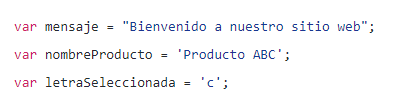 var mensaje = "Bienvenido a nuestro sitio web";
var nombreProducto = 'Producto ABC';
var letraSeleccionada = 'c';